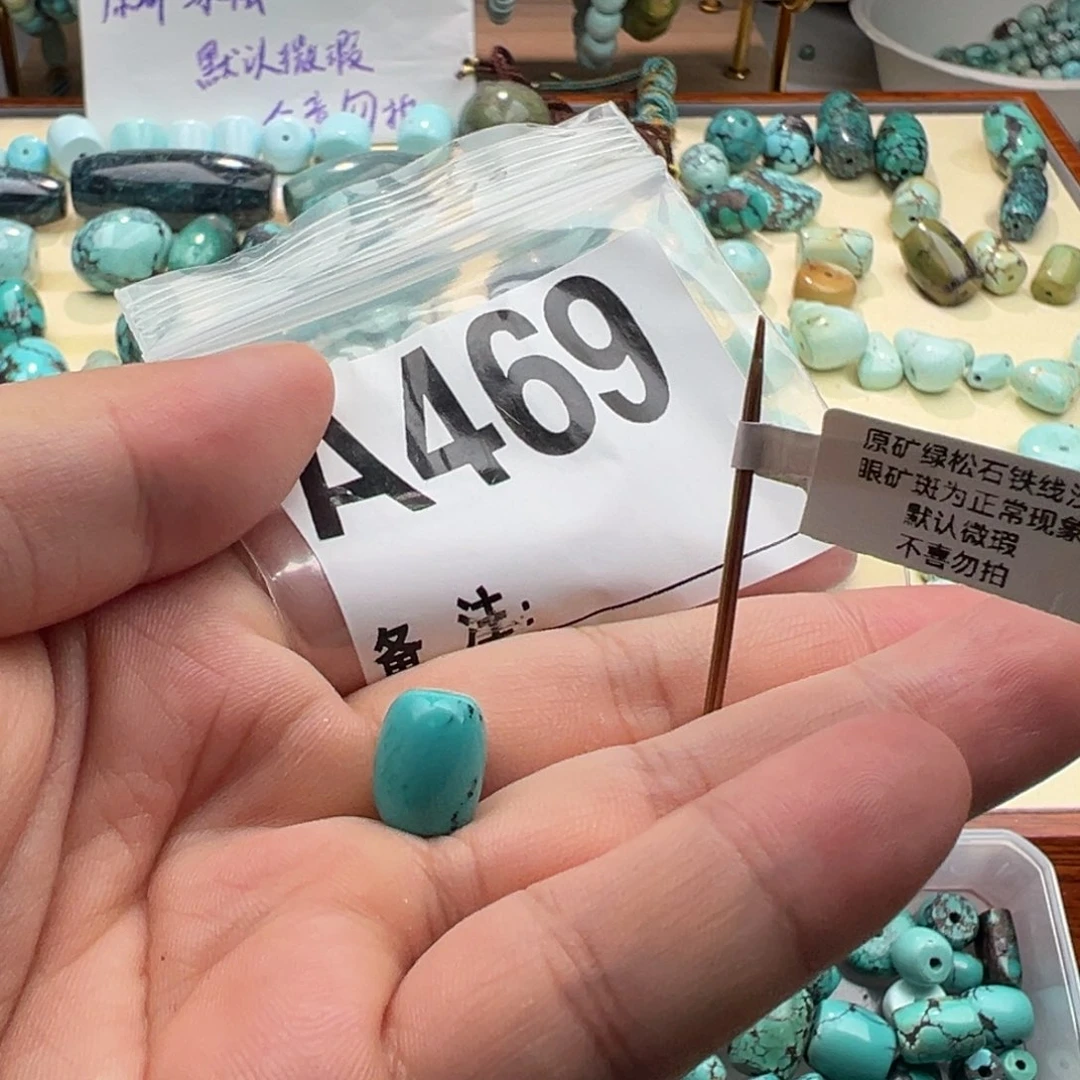 默认微瑕
A469
备注:
原矿绿松石铁线
眼矿斑为正常现象
默认微瑕
不喜勿拍